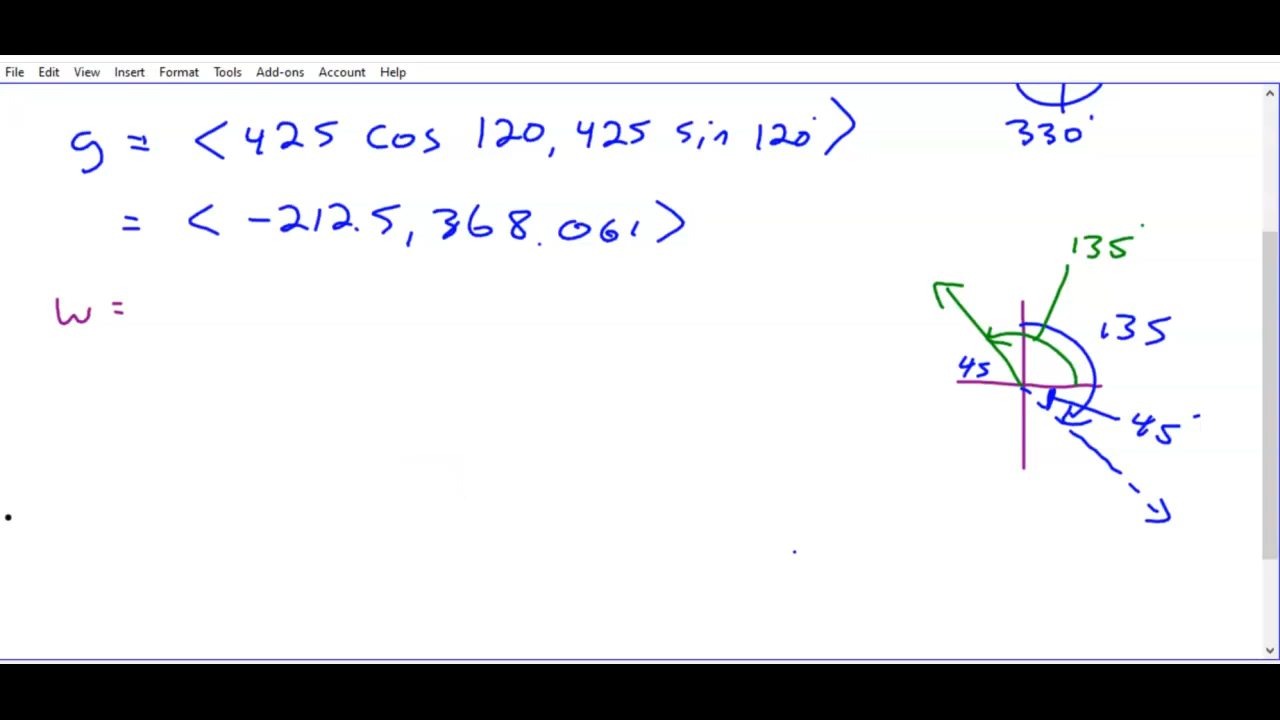 File Edit View Insert Format Tools Add-ons Account Help
g = < 425 cos 120, 425 sin 120° >
330°
= < -212.5, 368.061 >
135°
w =
135
45
45°